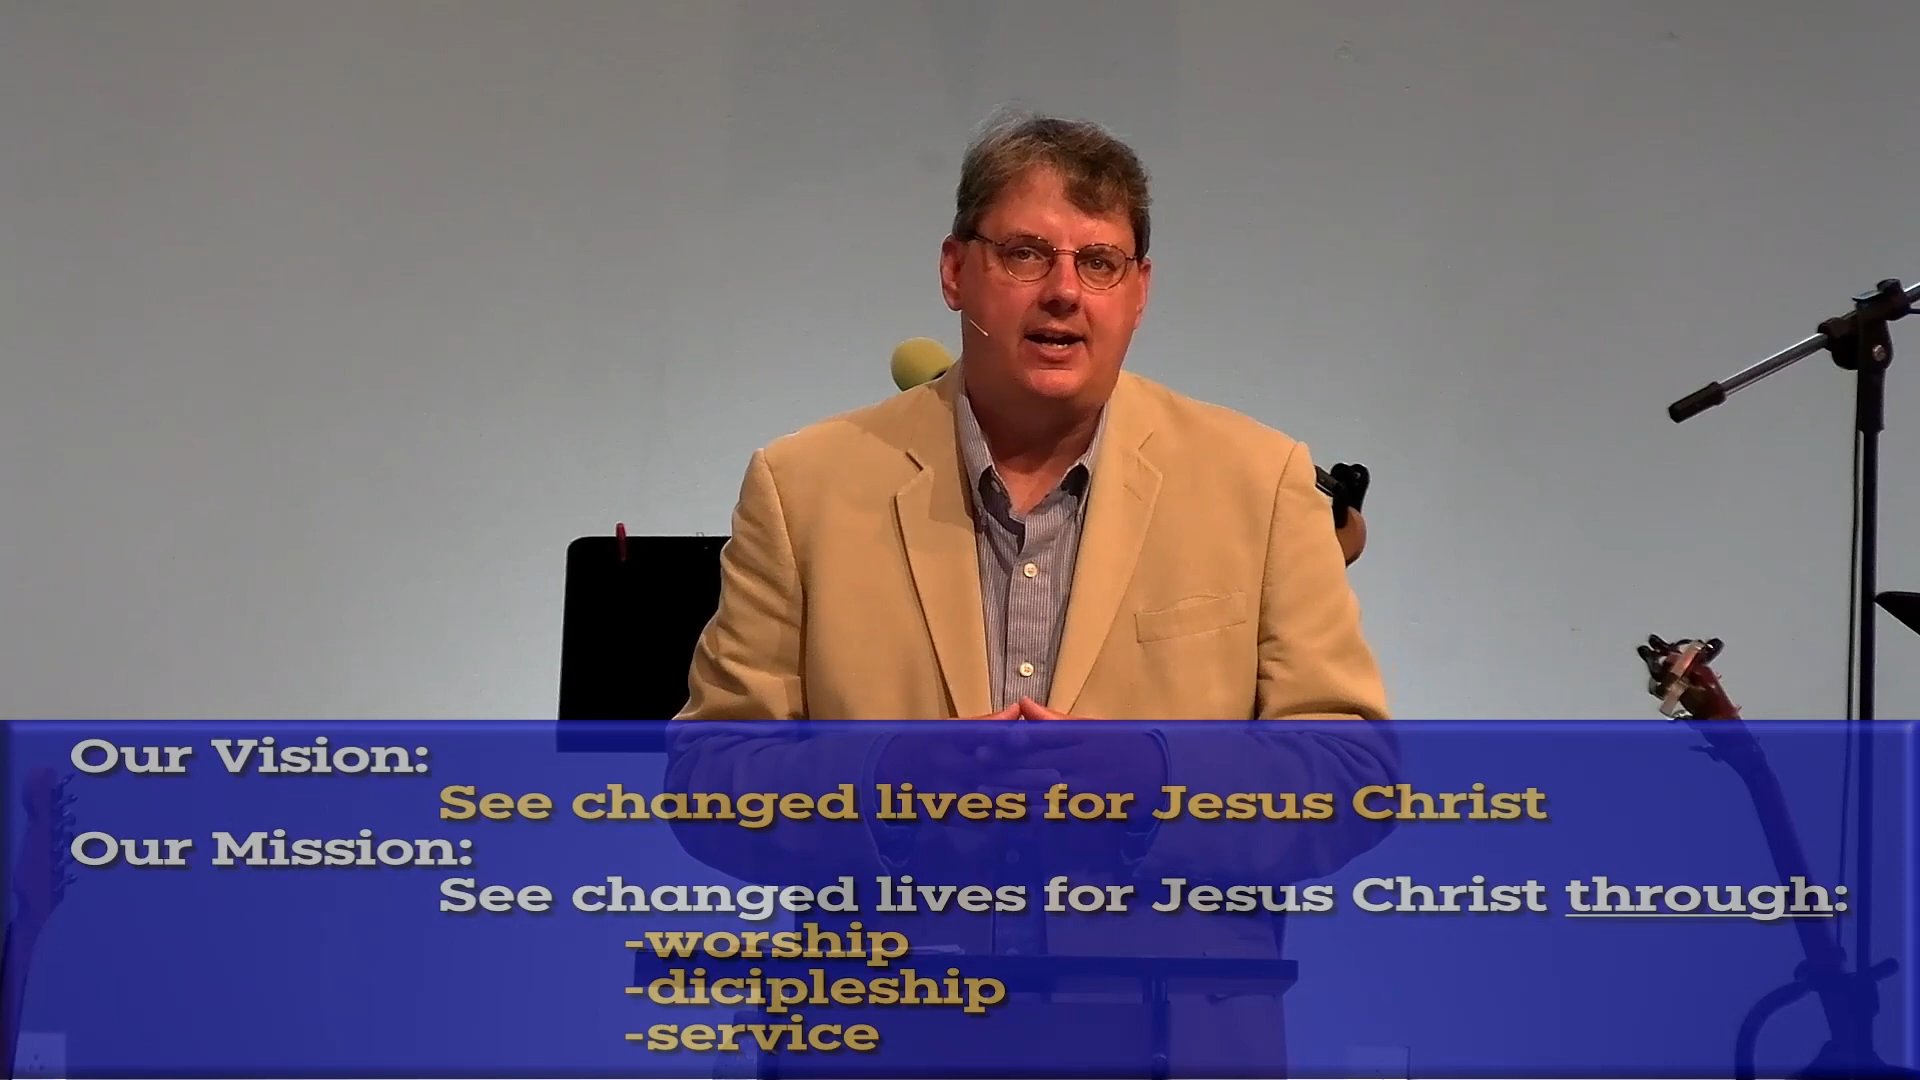 Our Vision:
See changed lives for Jesus Christ
Our Mission:
See changed lives for Jesus Christ through:
-worship
-dicipleship
-service